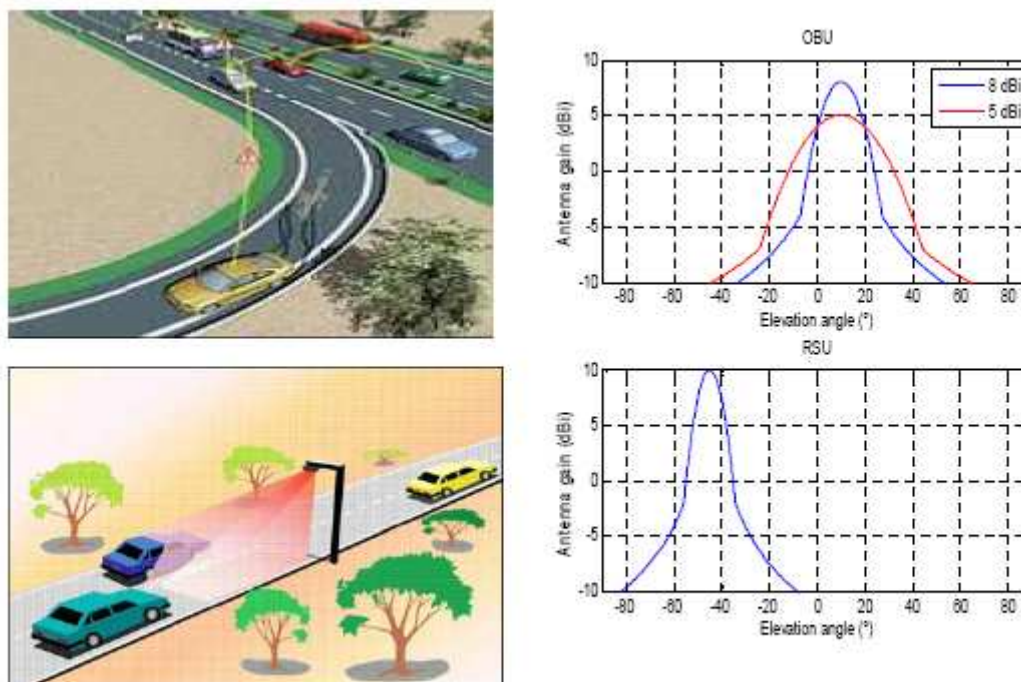 OBU
10
5
0
-5
-10
Antenna gain (dBi)
8 dBi
5 dBi
-80 -60 -40 -20 0 20 40 60 80
Elevation angle (°)
RSU
10
5
0
-5
-10
Antenna gain (dBi)
-80 -60 -40 -20 0 20 40 60 80
Elevation angle (°)